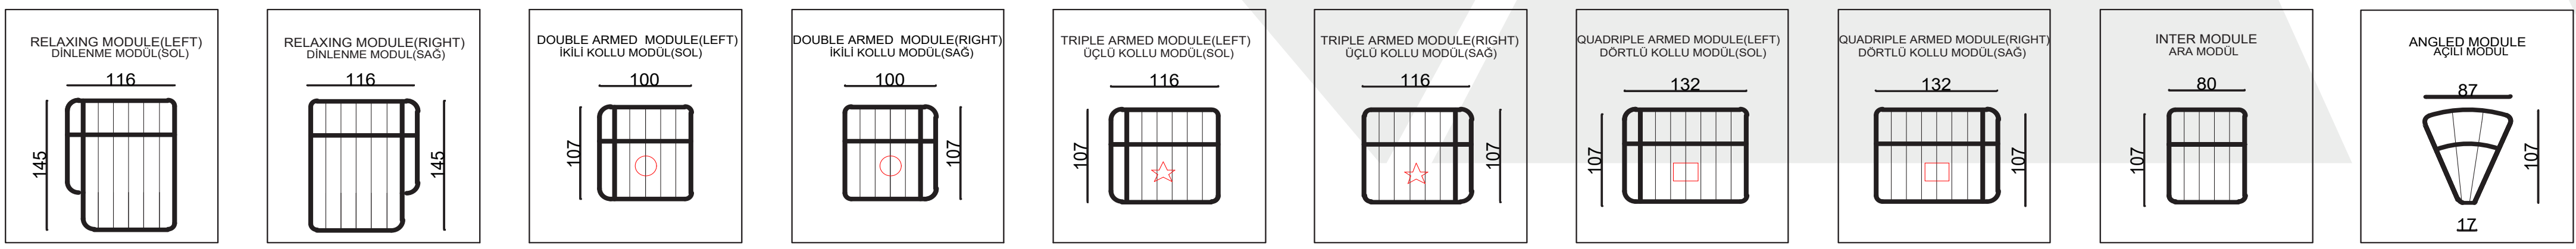 RELAXING MODULE(LEFT)
DİNLENME MODÜL(SOL)
116
145
RELAXING MODULE(RIGHT)
DİNLENME MODUL(SAĞ)
116
145
DOUBLE ARMED MODULE(LEFT)
İKİLİ KOLLU MODÜL(SOL)
100
107
DOUBLE ARMED MODULE(RIGHT)
İKİLİ KOLLU MODÜL(SAĞ)
100
107
TRIPLE ARMED MODULE(LEFT)
ÜÇLÜ KOLLU MODÜL(SOL)
116
107
TRIPLE ARMED MODULE(RIGHT)
ÜÇLÜ KOLLU MODÜL(SAĞ)
116
107
QUADRIPLE ARMED MODULE(LEFT)
DÖRTLÜ KOLLU MODÜL(SOL)
132
107
QUADRIPLE ARMED MODULE(RIGHT)
DÖRTLÜ KOLLU MODÜL(SAĞ)
132
107
INTER MODULE
ARA MODÜL
80
107
ANGLED MODULE
AÇILI MODUL
87
107
17